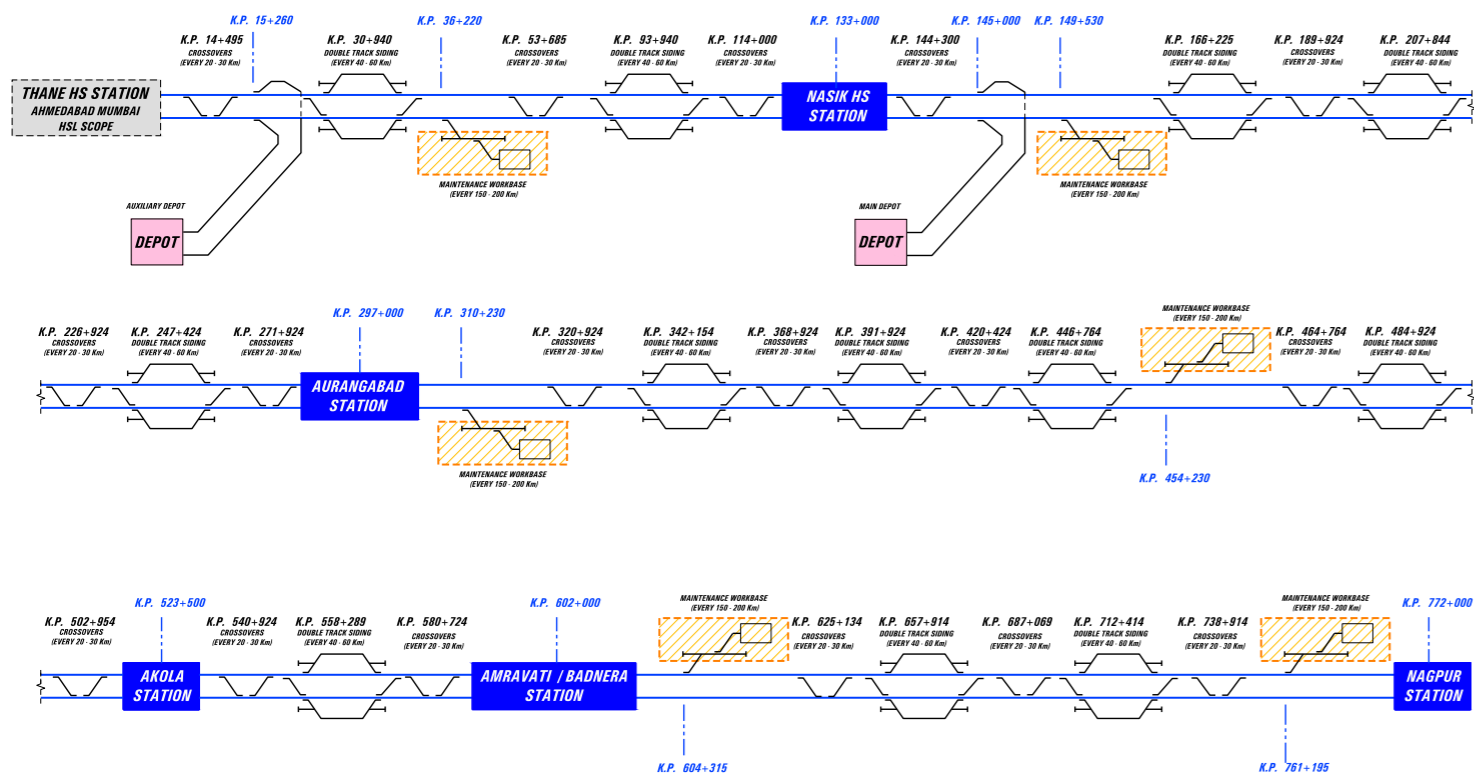 K.P. 15+260
K.P. 36+220
K.P. 133+000
K.P. 145+000
K.P. 149+530
K.P. 14+495
CROSSOVERS
(EVERY 20 - 30 Km)
K.P. 30+940
DOUBLE TRACK SIDING
(EVERY 40 - 60 Km)
K.P. 53+685
CROSSOVERS
(EVERY 20 - 30 Km)
K.P. 93+940
DOUBLE TRACK SIDING
(EVERY 40 - 60 Km)
K.P. 114+000
CROSSOVERS
(EVERY 20 - 30 Km)
K.P. 144+300
CROSSOVERS
(EVERY 20 - 30 Km)
K.P. 166+225
DOUBLE TRACK SIDING
(EVERY 40 - 60 Km)
K.P. 189+924
CROSSOVERS
(EVERY 20 - 30 Km)
K.P. 207+844
DOUBLE TRACK SIDING
(EVERY 40 - 60 Km)
THANE HS STATION
AHMEDABAD MUMBAI
HSL SCOPE
NASIK HS
STATION
MAINTENANCE WORKBASE
(EVERY 150 - 200 Km)
MAINTENANCE WORKBASE
(EVERY 150 - 200 Km)
AUXILIARY DEPOT
DEPOT
MAIN DEPOT
DEPOT
K.P. 297+000
K.P. 310+230
MAINTENANCE WORKBASE
(EVERY 150 - 200 Km)
K.P. 226+924
CROSSOVERS
(EVERY 20 - 30 Km)
K.P. 247+424
DOUBLE TRACK SIDING
(EVERY 40 - 60 Km)
K.P. 271+924
CROSSOVERS
(EVERY 20 - 30 Km)
K.P. 320+924
CROSSOVERS
(EVERY 20 - 30 Km)
K.P. 342+154
DOUBLE TRACK SIDING
(EVERY 40 - 60 Km)
K.P. 368+924
CROSSOVERS
(EVERY 20 - 30 Km)
K.P. 391+924
DOUBLE TRACK SIDING
(EVERY 40 - 60 Km)
K.P. 420+424
CROSSOVERS
(EVERY 20 - 30 Km)
K.P. 446+764
DOUBLE TRACK SIDING
(EVERY 40 - 60 Km)
K.P. 464+764
CROSSOVERS
(EVERY 20 - 30 Km)
K.P. 484+924
DOUBLE TRACK SIDING
(EVERY 40 - 60 Km)
AURANGABAD
STATION
MAINTENANCE WORKBASE
(EVERY 150 - 200 Km)
K.P. 454+230
K.P. 523+500
K.P. 602+000
MAINTENANCE WORKBASE
(EVERY 150 - 200 Km)
MAINTENANCE WORKBASE
(EVERY 150 - 200 Km)
K.P. 772+000
K.P. 502+954
CROSSOVERS
(EVERY 20 - 30 Km)
K.P. 540+924
CROSSOVERS
(EVERY 20 - 30 Km)
K.P. 558+289
DOUBLE TRACK SIDING
(EVERY 40 - 60 Km)
K.P. 580+724
CROSSOVERS
(EVERY 20 - 30 Km)
K.P. 625+134
CROSSOVERS
(EVERY 20 - 30 Km)
K.P. 657+914
DOUBLE TRACK SIDING
(EVERY 40 - 60 Km)
K.P. 687+069
CROSSOVERS
(EVERY 20 - 30 Km)
K.P. 712+414
DOUBLE TRACK SIDING
(EVERY 40 - 60 Km)
K.P. 738+914
CROSSOVERS
(EVERY 20 - 30 Km)
AKOLA
STATION
AMRAVATI / BADNERA
STATION
NAGPUR
STATION
K.P. 604+315
K.P. 761+195